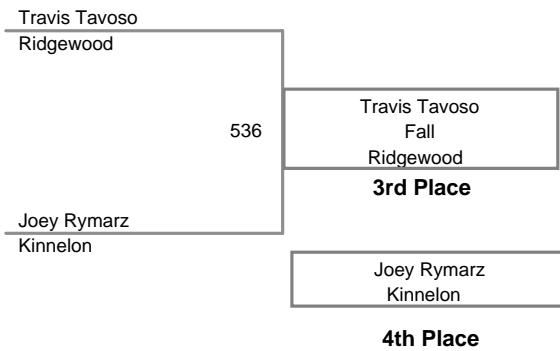 Travis Tavoso
Ridgewood
536
Travis Tavoso
Fall
Ridgewood
3rd Place
Joey Rymarz
Kinnelon
Joey Rymarz
Kinnelon
4th Place